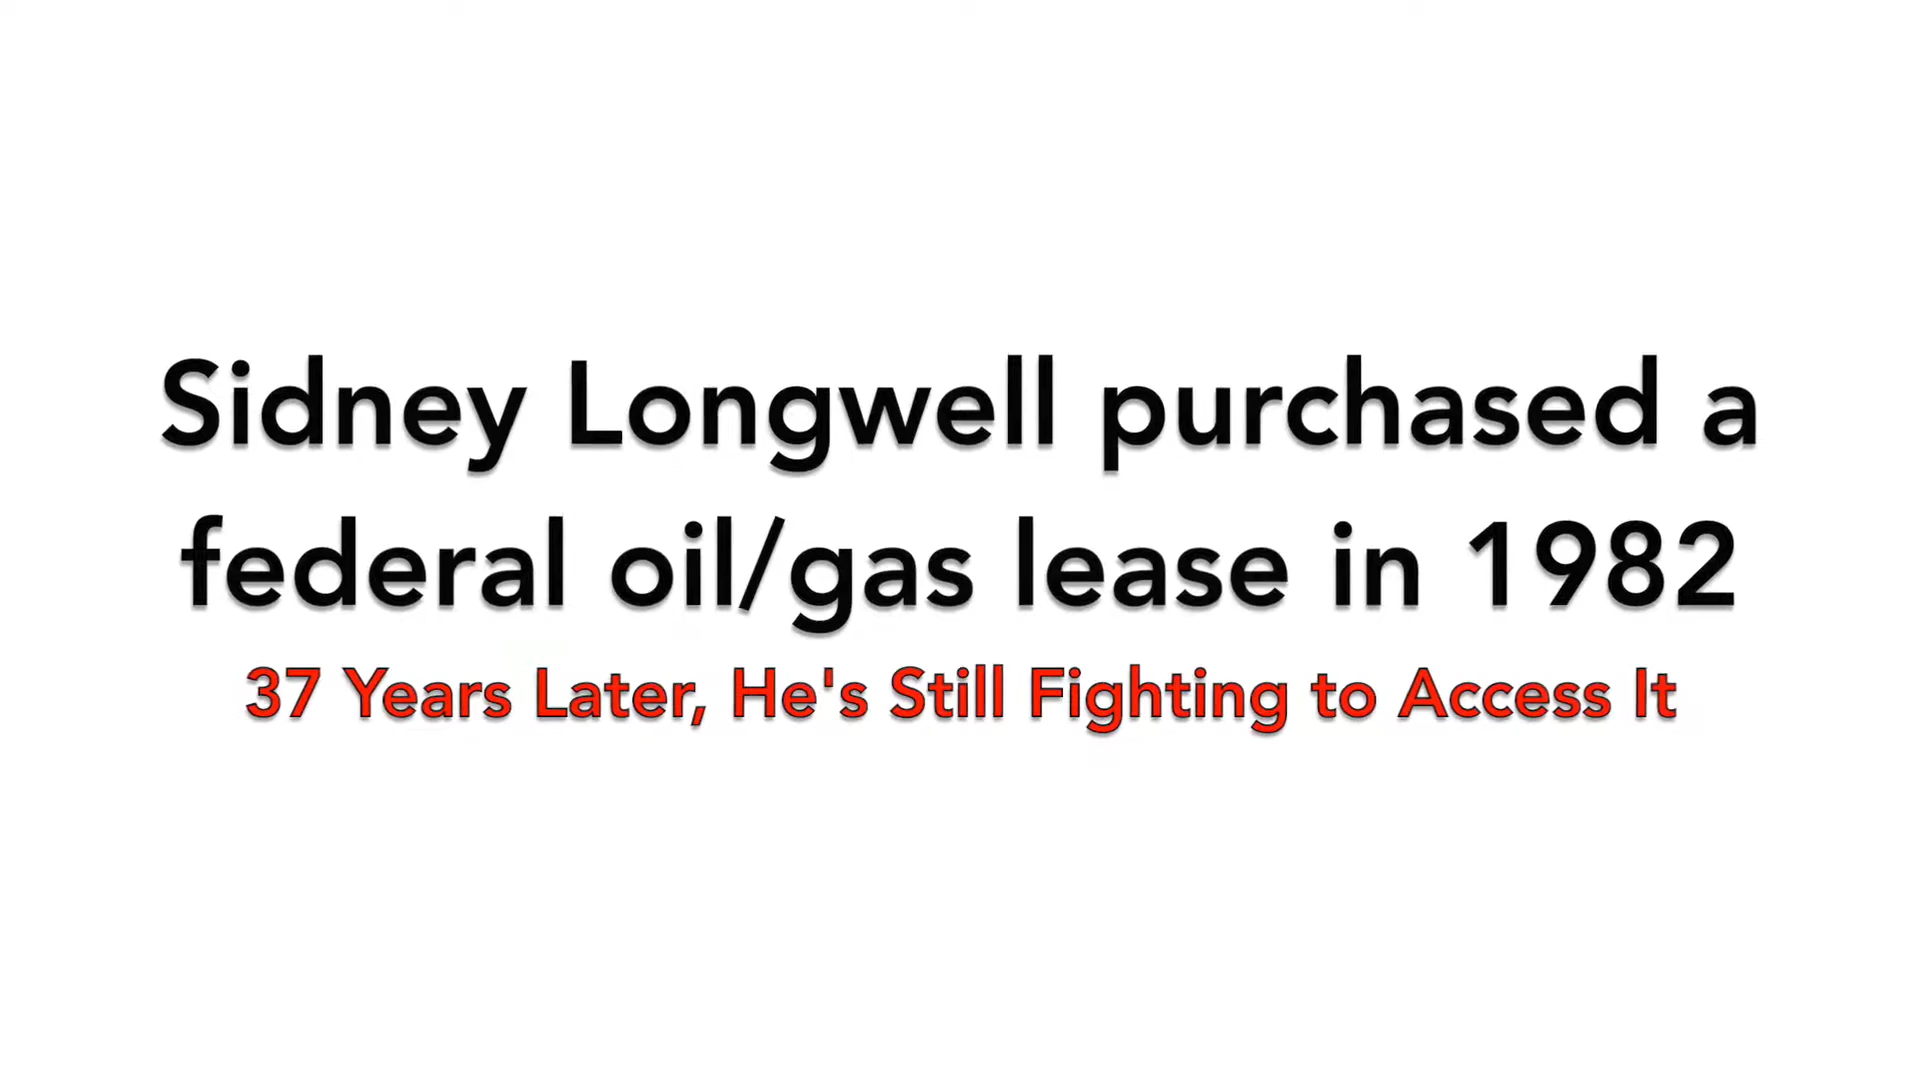 Sidney Longwell purchased a
federal oil/gas lease in 1982
37 Years Later, He's Still Fighting to Access It